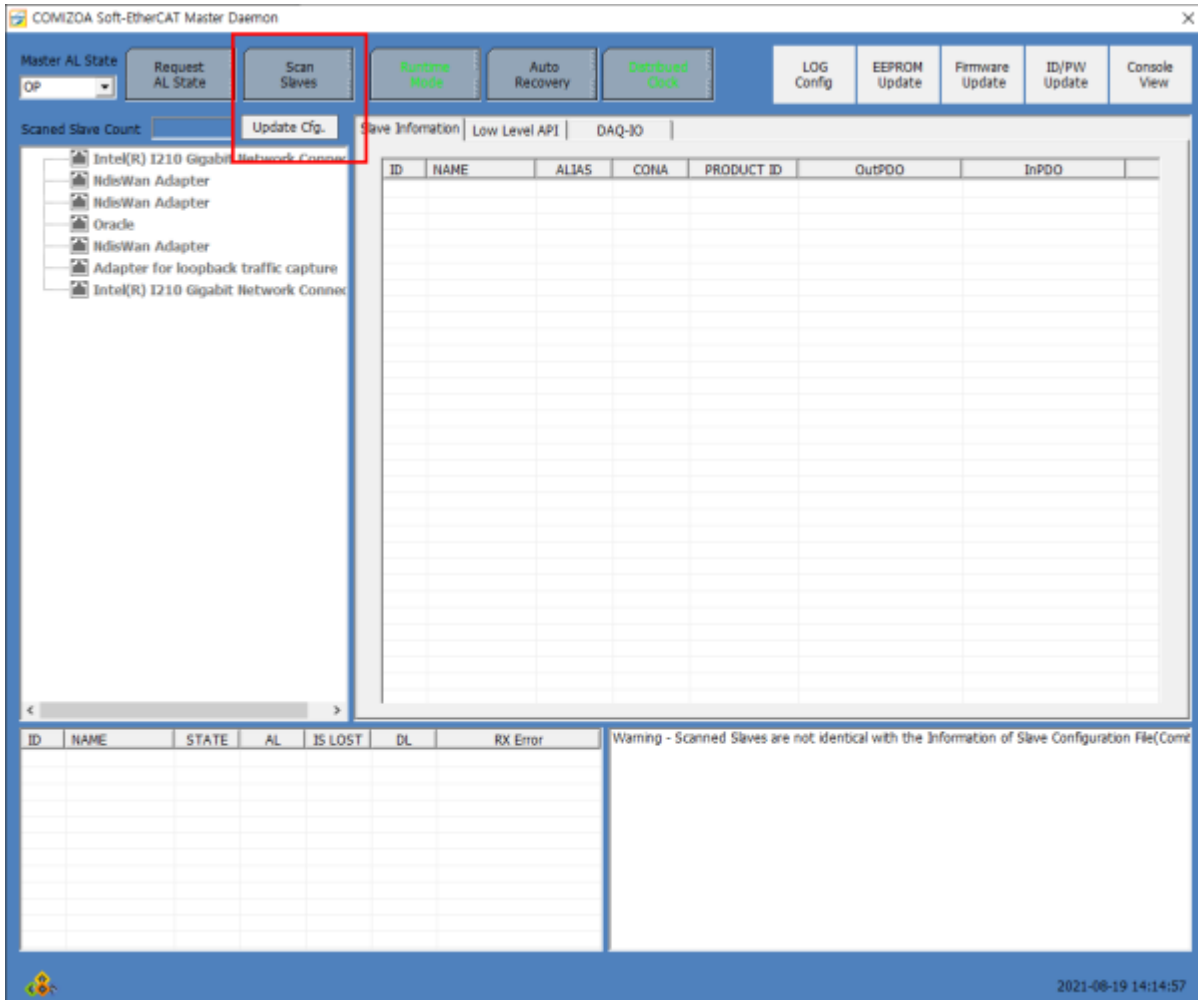 COMIZOA Soft-EtherCAT Master Daemon
Master AL State
OP
Request
AL State
Scan
Slaves
Runtime
Mode
Auto
Recovery
Distribued
Clock
LOG
Config
EEPROM
Update
Firmware
Update
ID/PW
Update
Console
View
Scaned Slave Count
Update Cfg.
Slave Infomation
Low Level API
DAQ-IO
Intel(R) I210 Gigabit Network Connec
NdisWan Adapter
NdisWan Adapter
Oracle
NdisWan Adapter
Adapter for loopback traffic capture
Intel(R) I210 Gigabit Network Connec
ID NAME ALIAS CONA PRODUCT ID OutPDO InPDO
ID NAME STATE AL IS LOST DL RX Error
Warning - Scanned Slaves are not identical with the Information of Slave Configuration File(Comi
2021-08-19 14:14:57